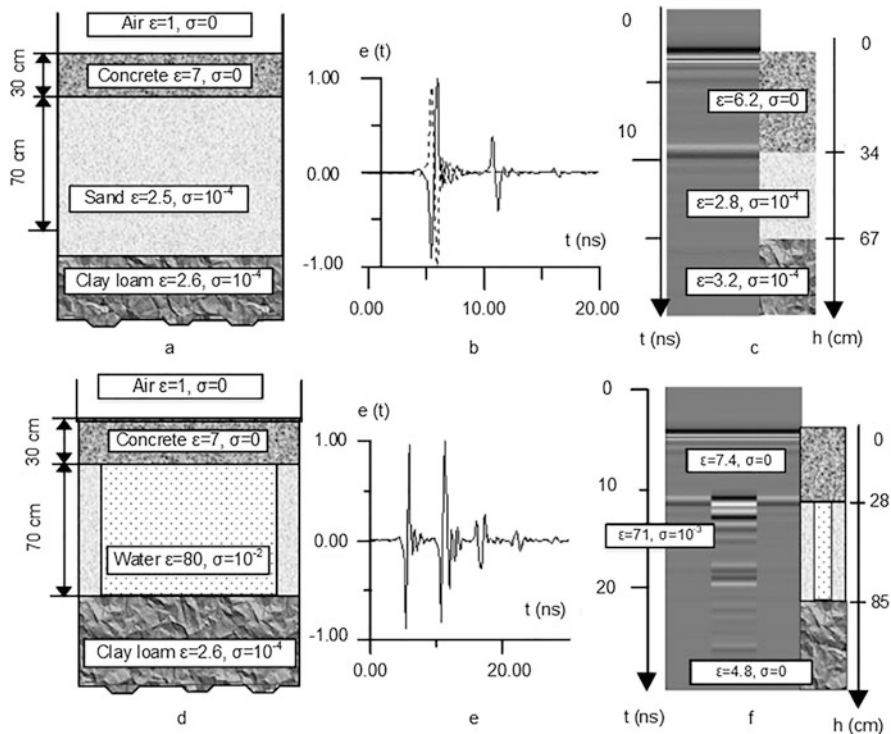 Air ε=1, σ=0
30 cm
Concrete ε=7, σ=0
70 cm
Sand ε=2.5, σ=10⁻⁴
Clay loam ε=2.6, σ=10⁻⁴
a
e (t)
1.00
0.00
-1.00
t (ns)
0.00 10.00 20.00
b
0
10
t (ns)
ε=6.2, σ=0
ε=2.8, σ=10⁻⁴
ε=3.2, σ=10⁻⁴
0
34
67
h (cm)
c
Air ε=1, σ=0
30 cm
Concrete ε=7, σ=0
70 cm
Water ε=80, σ=10⁻²
Clay loam ε=2.6, σ=10⁻⁴
d
e (t)
1.00
0.00
-1.00
t (ns)
0.00 20.00
e
0
10
20
t (ns)
ε=7.4, σ=0
ε=71, σ=10⁻³
ε=4.8, σ=0
0
28
85
h (cm)
f